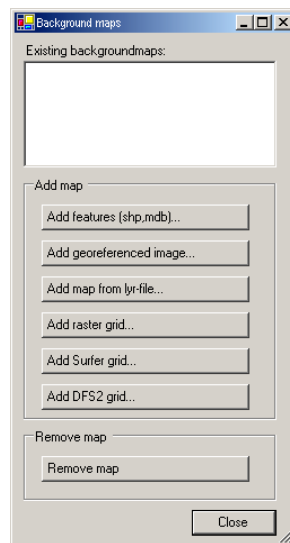 Background maps
Existing backgroundmaps:
Add map
Add features (shp,mdb)...
Add georeferenced image...
Add map from lyr-file...
Add raster grid...
Add Surfer grid...
Add DFS2 grid...
Remove map
Remove map
Close